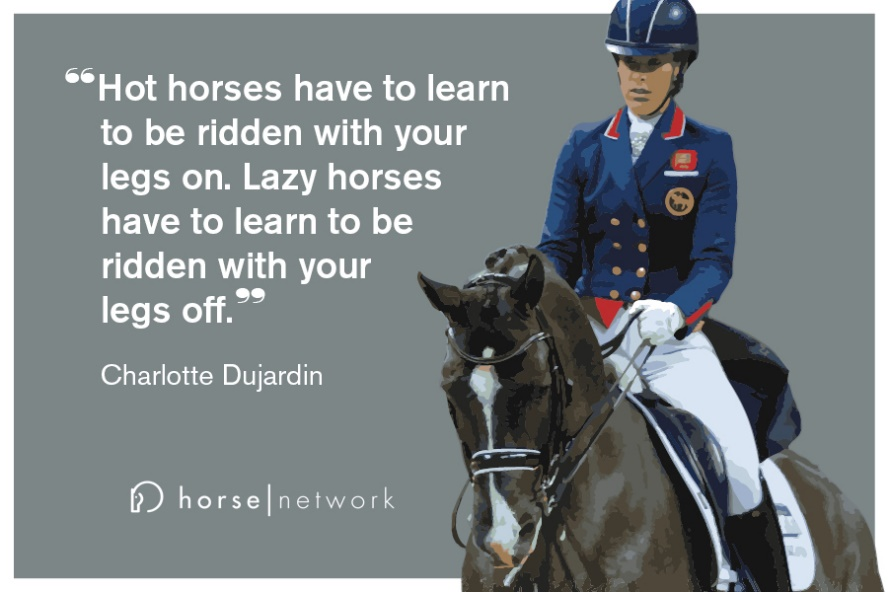 “Hot horses have to learn
to be ridden with your
legs on. Lazy horses
have to learn to be
ridden with your
legs off.”
Charlotte Dujardin
horse|network